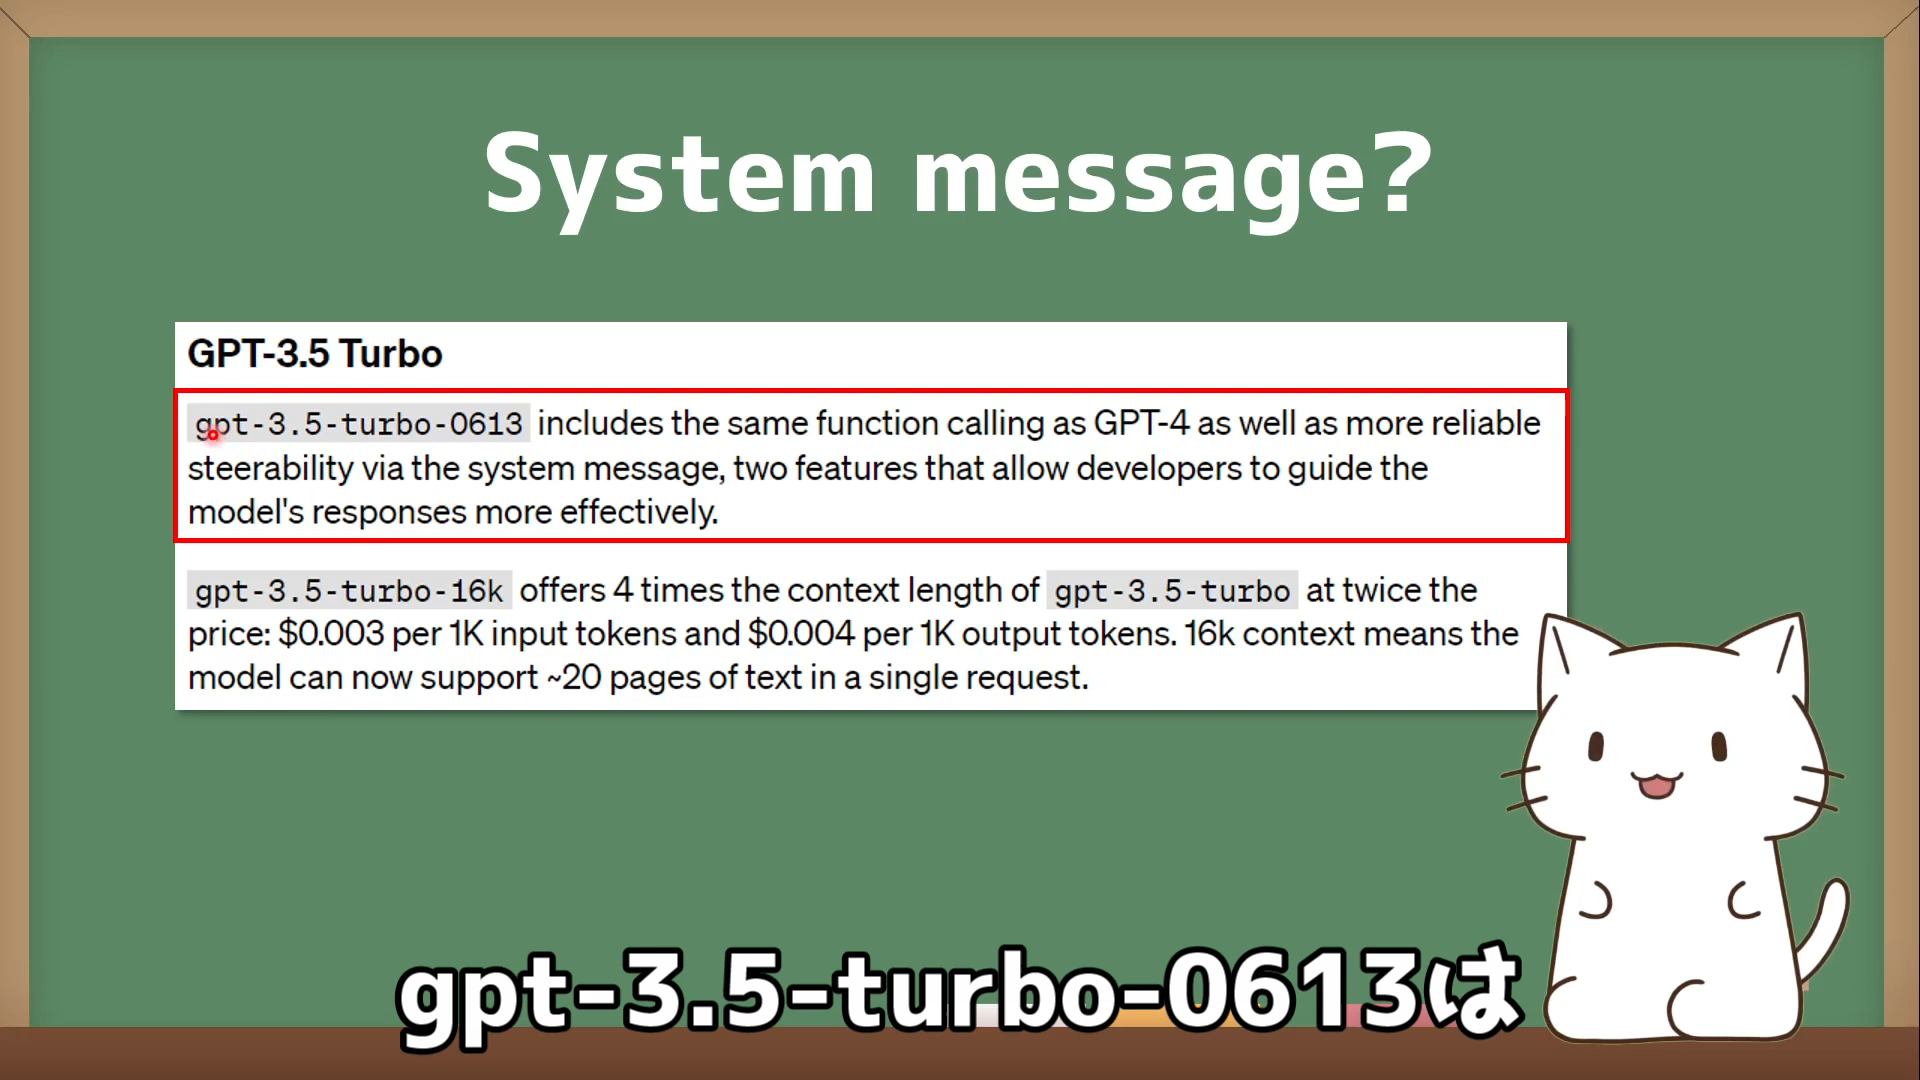 System message?
GPT-3.5 Turbo
gpt-3.5-turbo-0613 includes the same function calling as GPT-4 as well as more reliable
steerability via the system message, two features that allow developers to guide the
model's responses more effectively.
gpt-3.5-turbo-16k offers 4 times the context length of gpt-3.5-turbo at twice the
price: $0.003 per 1K input tokens and $0.004 per 1K output tokens. 16k context means the
model can now support ~20 pages of text in a single request.
gpt-3.5-turbo-0613は